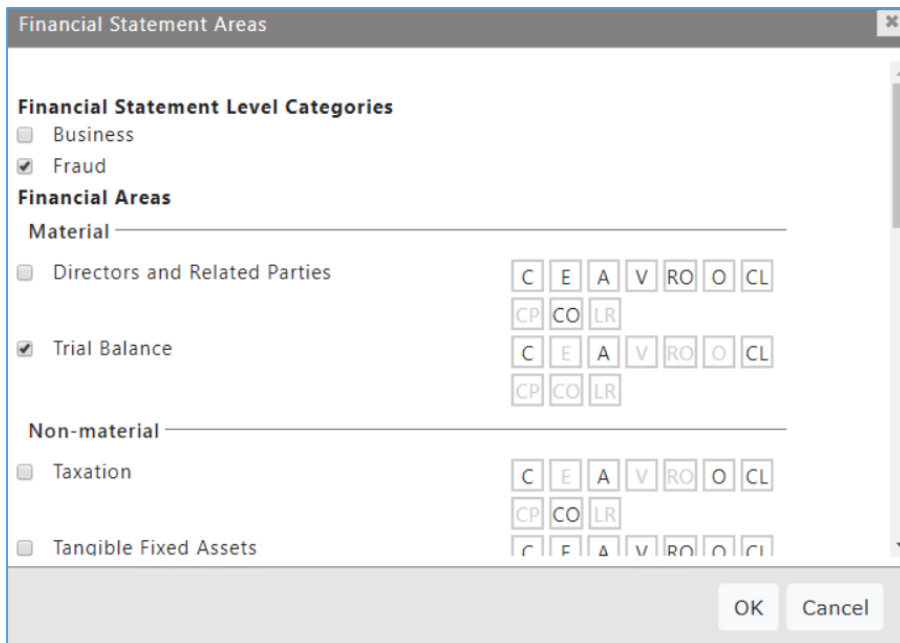 Financial Statement Areas
Financial Statement Level Categories
Business
Fraud
Financial Areas
Material
Directors and Related Parties C E A V RO O CL
CP CO LR
Trial Balance C E A V RO O CL
CP CO LR
Non-material
Taxation C E A V RO O CL
CP CO LR
Tangible Fixed Assets C E A V RO O CL
OK Cancel